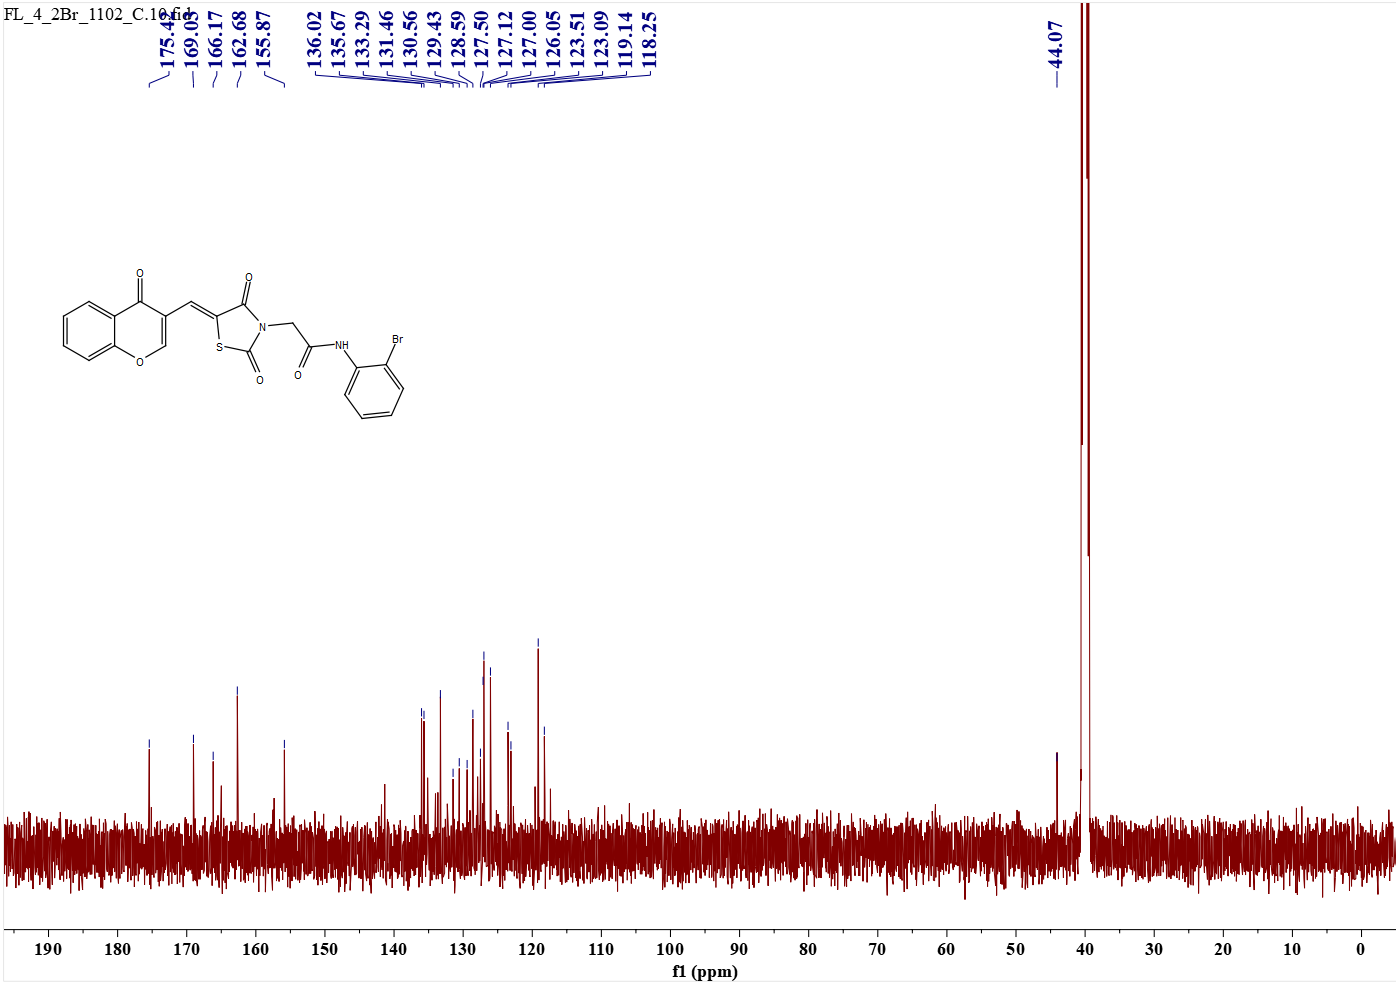 FL_4_2Br_1102_C.10.fid
175.42
169.05
166.17
162.68
155.87
136.02
135.67
133.29
131.46
130.56
129.43
128.59
127.50
127.12
127.00
126.05
123.51
123.09
119.14
118.25
44.07
O
O
N
S
O
O
NH
O
Br
190 180 170 160 150 140 130 120 110 100 90 80 70 60 50 40 30 20 10 0
f1 (ppm)